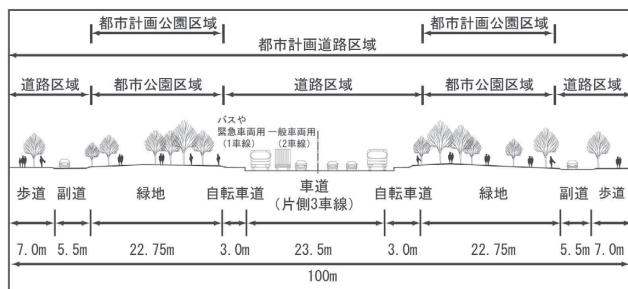 都市計画公園区域 都市計画公園区域
都市計画道路区域
道路区域 都市公園区域 道路区域 都市公園区域 道路区域
バスや
緊急車両用 一般車両用
(1車線) (2車線)
歩道 副道 緑地 自転車道 車道 自転車道 緑地 副道 歩道
(片側3車線)
7.0m 5.5m 22.75m 3.0m 23.5m 3.0m 22.75m 5.5m 7.0m
100m